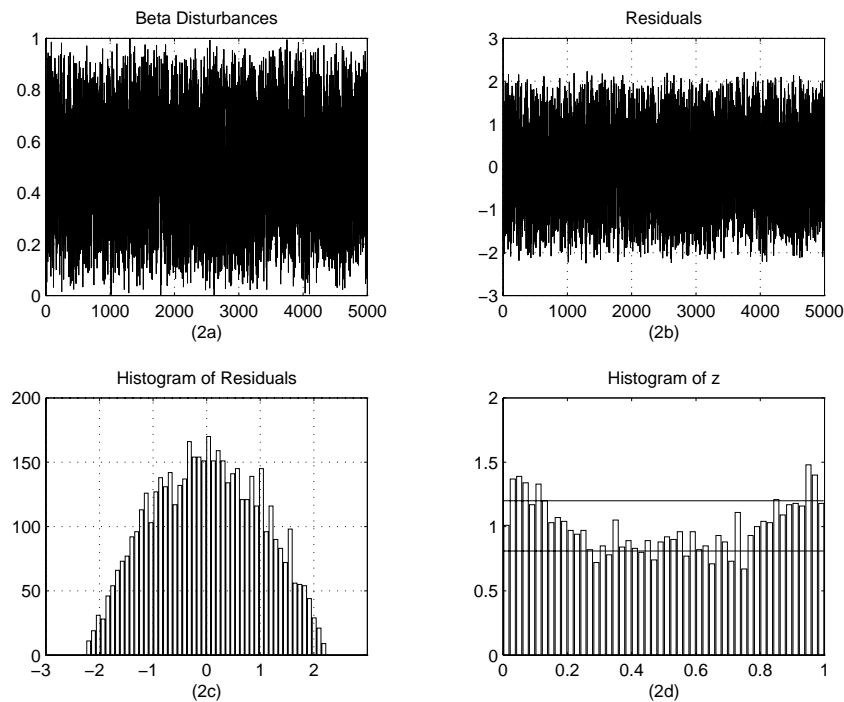 Beta Disturbances
1
0.8
0.6
0.4
0.2
0
0 1000 2000 3000 4000 5000
(2a)
Residuals
3
2
1
0
−1
−2
−3
0 1000 2000 3000 4000 5000
(2b)
Histogram of Residuals
200
150
100
50
0
−3 −2 −1 0 1 2
(2c)
Histogram of z
2
1.5
1
0.5
0
0 0.2 0.4 0.6 0.8 1
(2d)